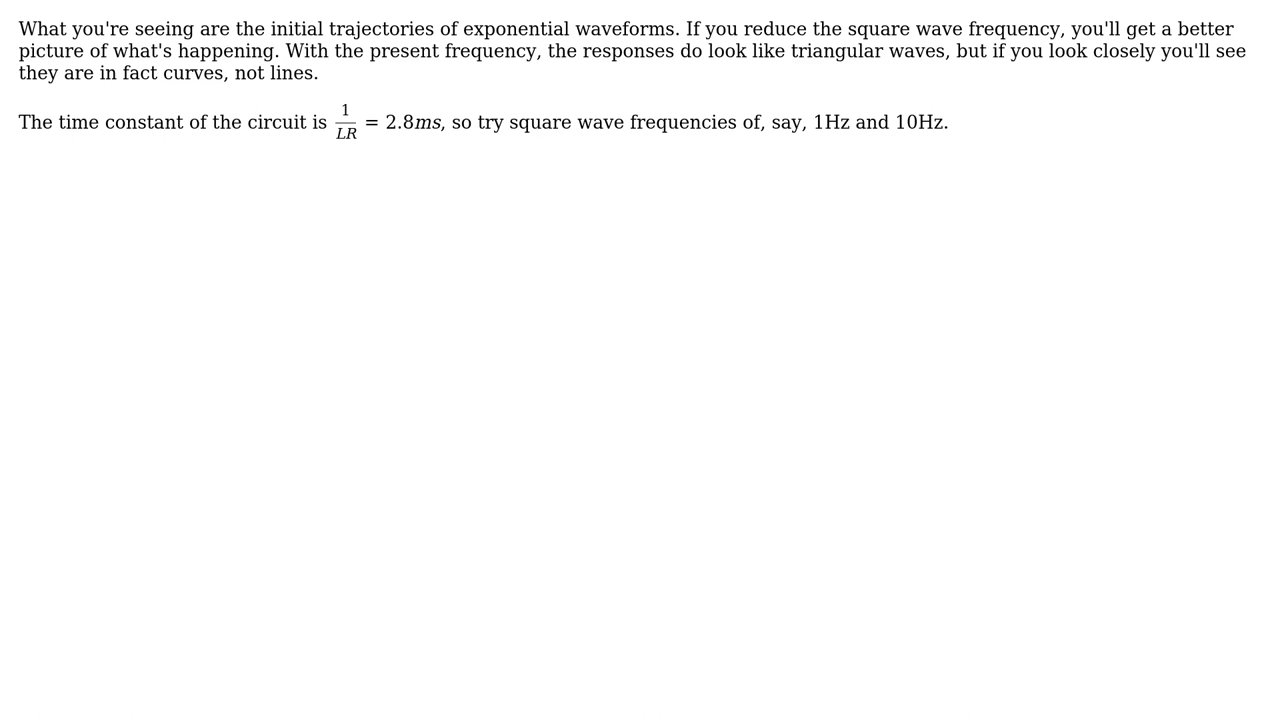 What you're seeing are the initial trajectories of exponential waveforms. If you reduce the square wave frequency, you'll get a better
picture of what's happening. With the present frequency, the responses do look like triangular waves, but if you look closely you'll see
they are in fact curves, not lines.
The time constant of the circuit is $\frac{1}{LR}$ = 2.8ms, so try square wave frequencies of, say, 1Hz and 10Hz.